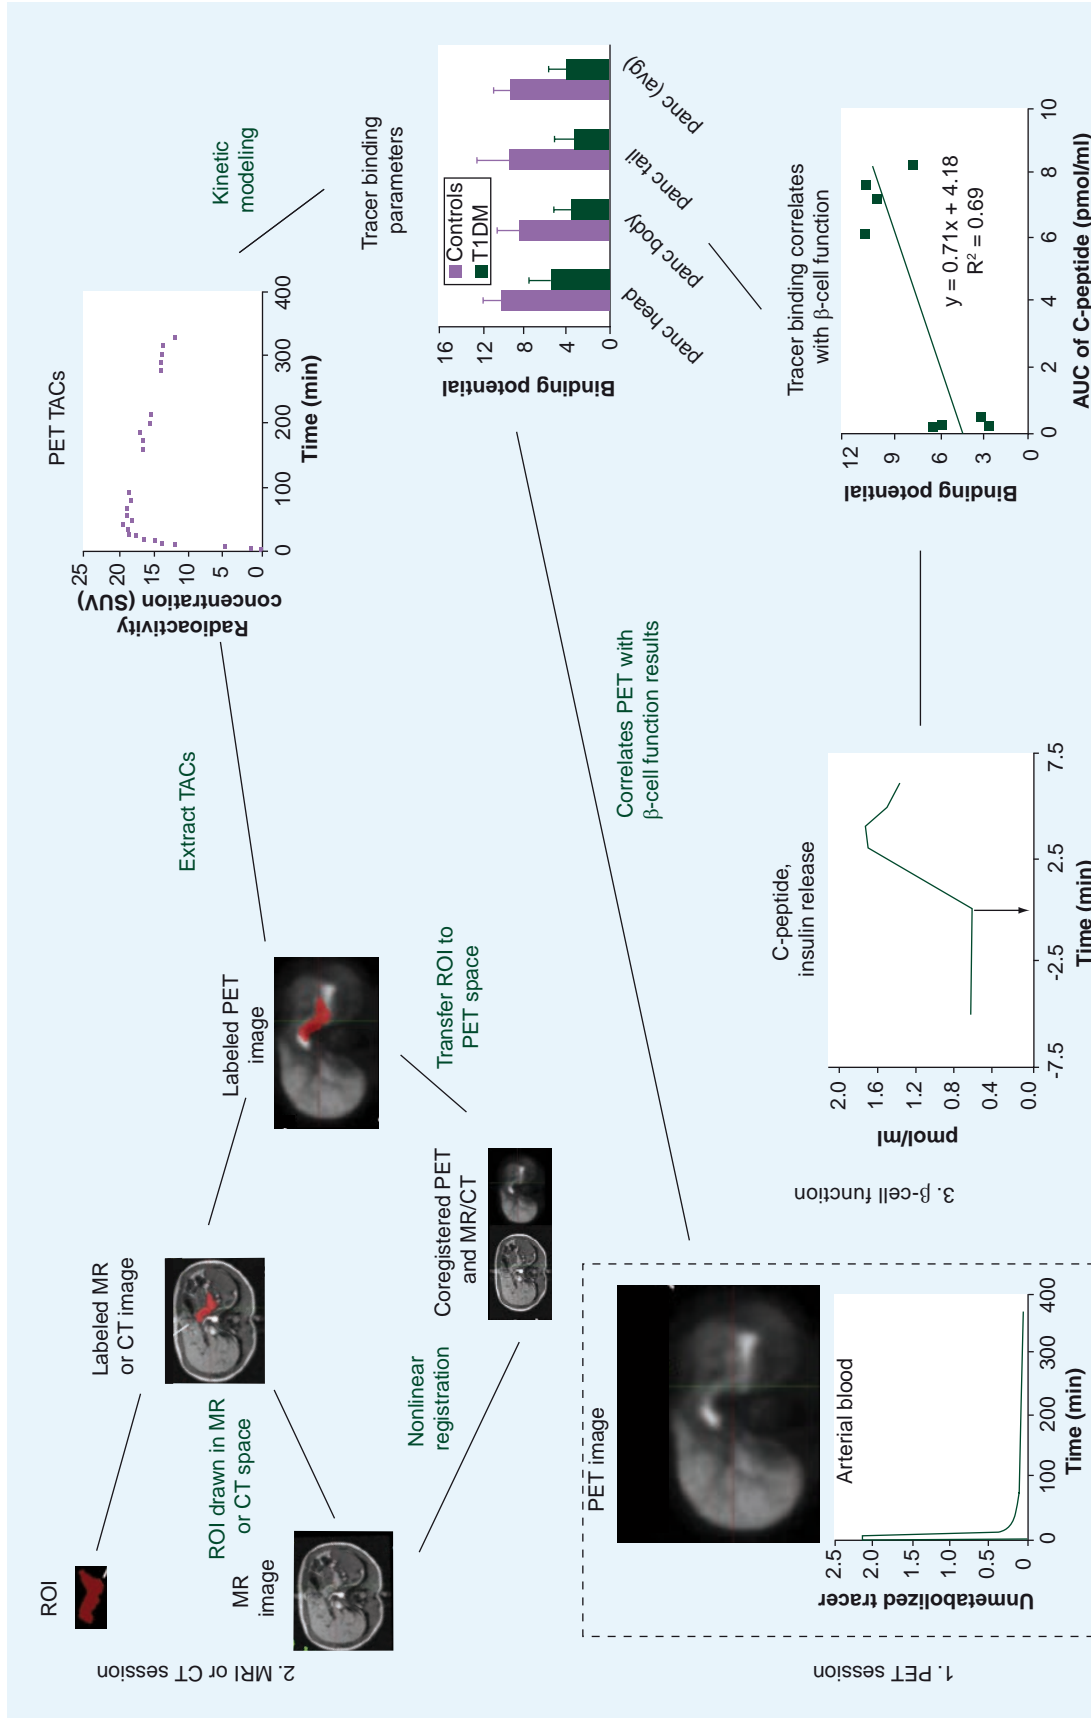 2. MRI or CT session
ROI
Labeled MR
or CT image
ROI drawn in MR
or CT space
MR
image
Nonlinear
registration
Coregistered PET
and MR/CT
Transfer ROI to
PET space
Labeled PET
image
Extract TACs
PET TACs
Radioactivity
concentration (SUV)
25
20
15
10
5
0
0
100
200
300
400
Time (min)
Kinetic
modeling
Tracer binding
parameters
Binding potential
16
12
8
4
0
Controls
T1DM
panc head
panc body
panc tail
panc (avg)
1. PET session
PET image
Arterial blood
Unmetabolized tracer
2.5
2.0
1.5
1.0
0.5
0
0
100
200
300
400
Time (min)
Correlates PET with
β-cell function results
3. β-cell function
C-peptide,
insulin release
pmol/ml
2.0
1.6
1.2
0.6
0.4
0.0
-7.5
-2.5
2.5
7.5
Time (min)
Tracer binding correlates
with β-cell function
Binding potential
12
9
6
3
0
y = 0.71x + 4.18
R² = 0.69
0
2
4
6
8
10
AUC of C-peptide (pmol/ml)